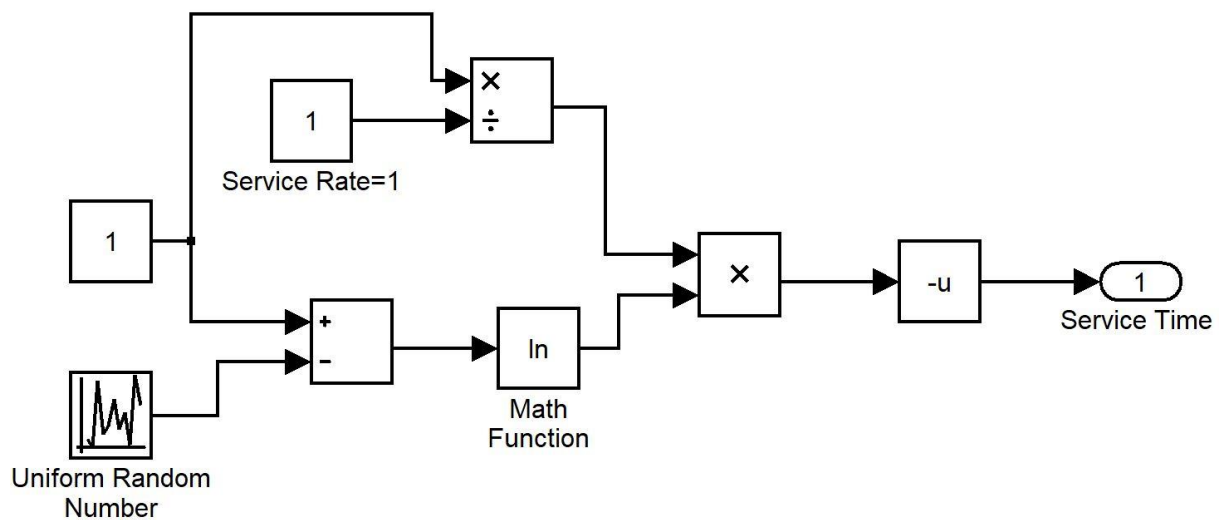 ×
÷
1
Service Rate=1
1
+
−
Uniform Random
Number
ln
Math
Function
×
-u
1
Service Time